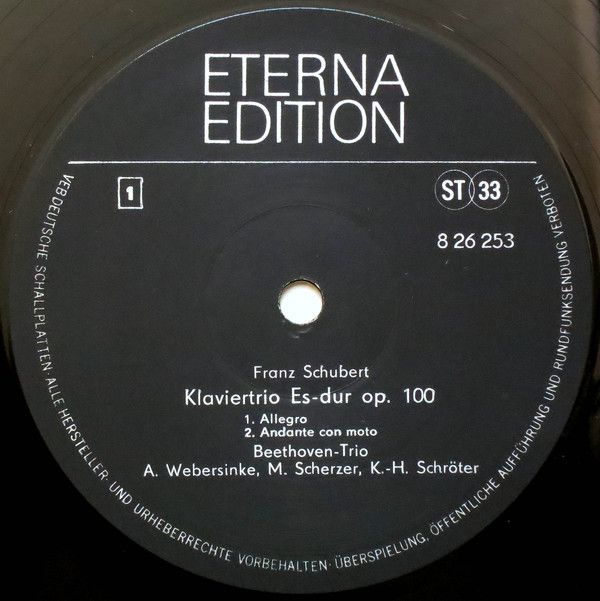 ETERNA
EDITION
1
ST 33
8 26 253
Franz Schubert
Klaviertrio Es-dur op. 100
1. Allegro
2. Andante con moto
Beethoven-Trio
A. Webersinke, M. Scherzer, K.-H. Schröter
VEB DEUTSCHE SCHALLPLATTEN · ALLE HERSTELLER- UND URHEBERRECHTE VORBEHALTEN · ÜBERSPIELUNG, ÖFFENTLICHE AUFFÜHRUNG UND RUNDFUNKSENDUNG VERBOTEN